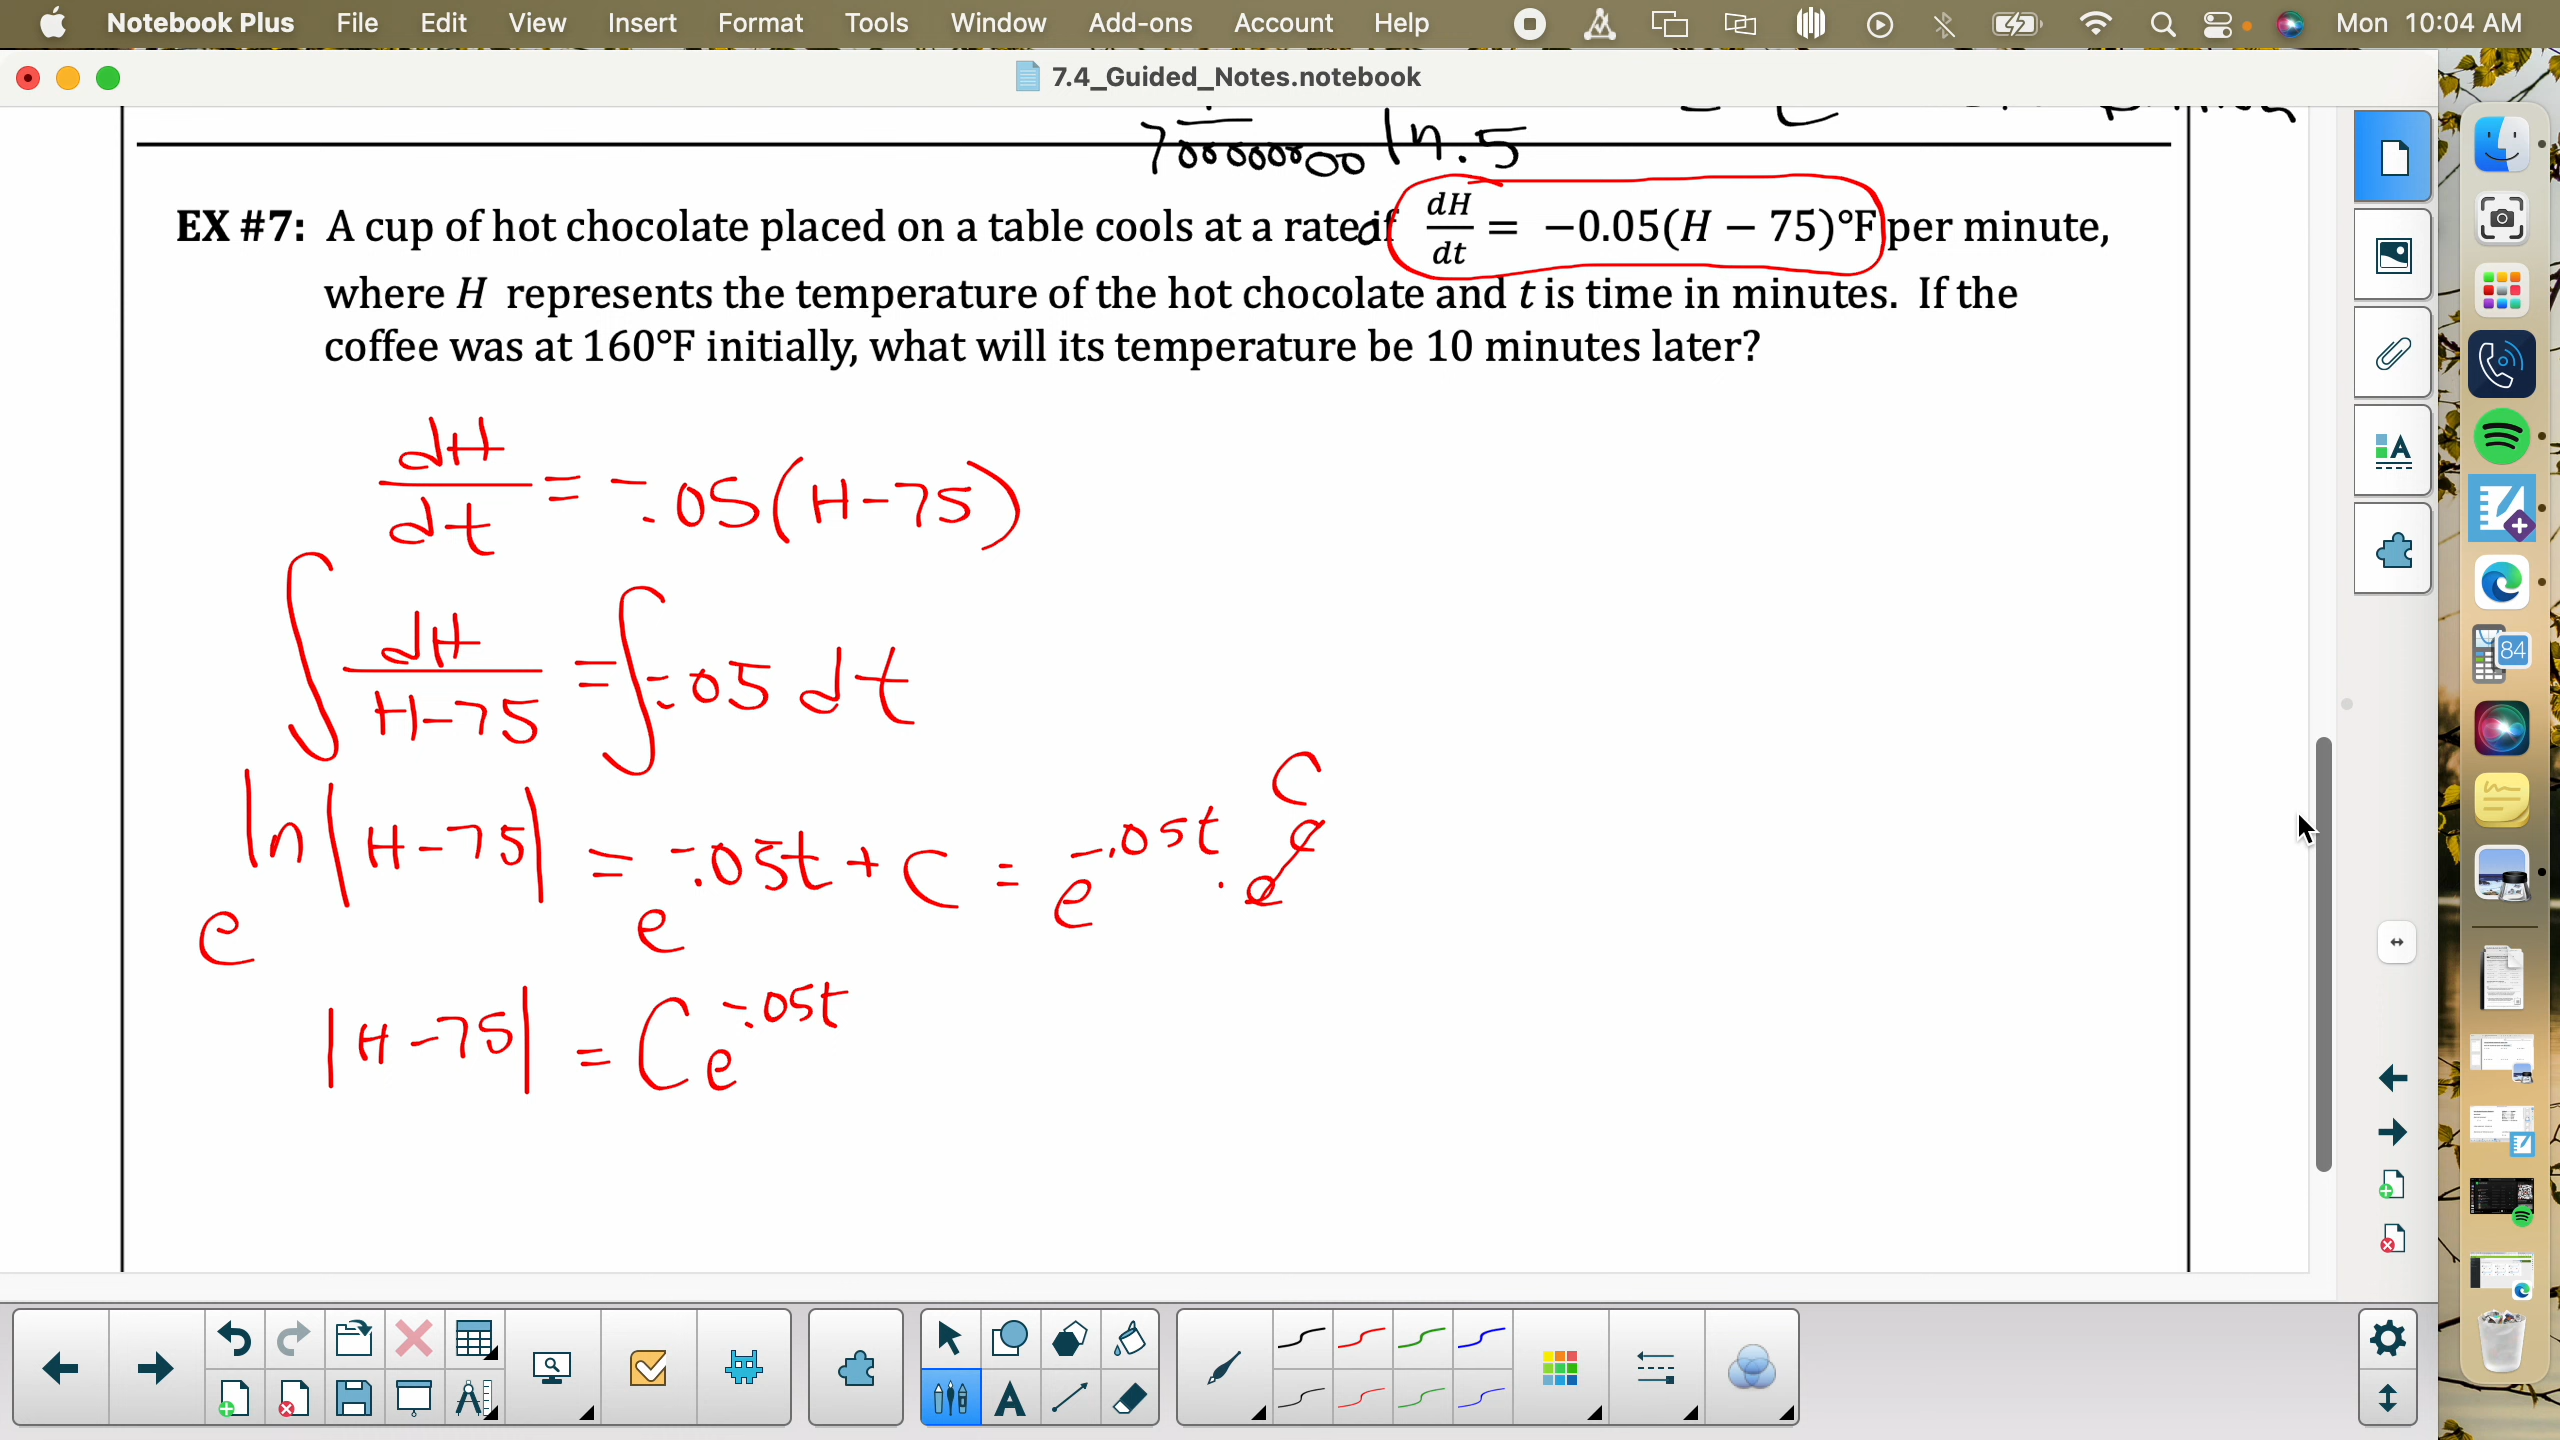 Notebook Plus File Edit View Insert Format Tools Window Add-ons Account Help Mon 10:04 AM
7.4_Guided_Notes.notebook
700000000 ln .5
EX #7: A cup of hot chocolate placed on a table cools at a rate of dH/dt = −0.05(H − 75)°F per minute,
where H represents the temperature of the hot chocolate and t is time in minutes. If the
coffee was at 160°F initially, what will its temperature be 10 minutes later?
dH/dt = -.05(H-75)
∫ dH/(H-75) = ∫ -.05 dt
e^(ln|H-75|) = e^(-.05t + C) = e^(-.05t) · e^C C
|H-75| = Ce^(-.05t)
A
84
A